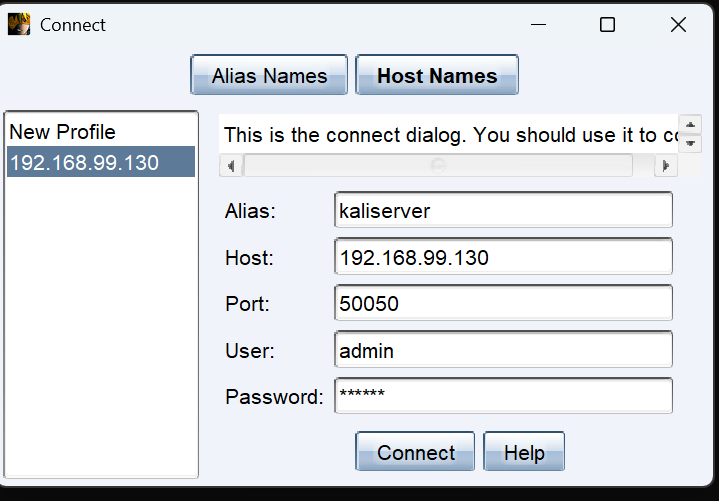 Connect
Alias Names
Host Names
New Profile
192.168.99.130
This is the connect dialog. You should use it to
Alias:
kaliserver
Host:
192.168.99.130
Port:
50050
User:
admin
Password:
******
Connect
Help